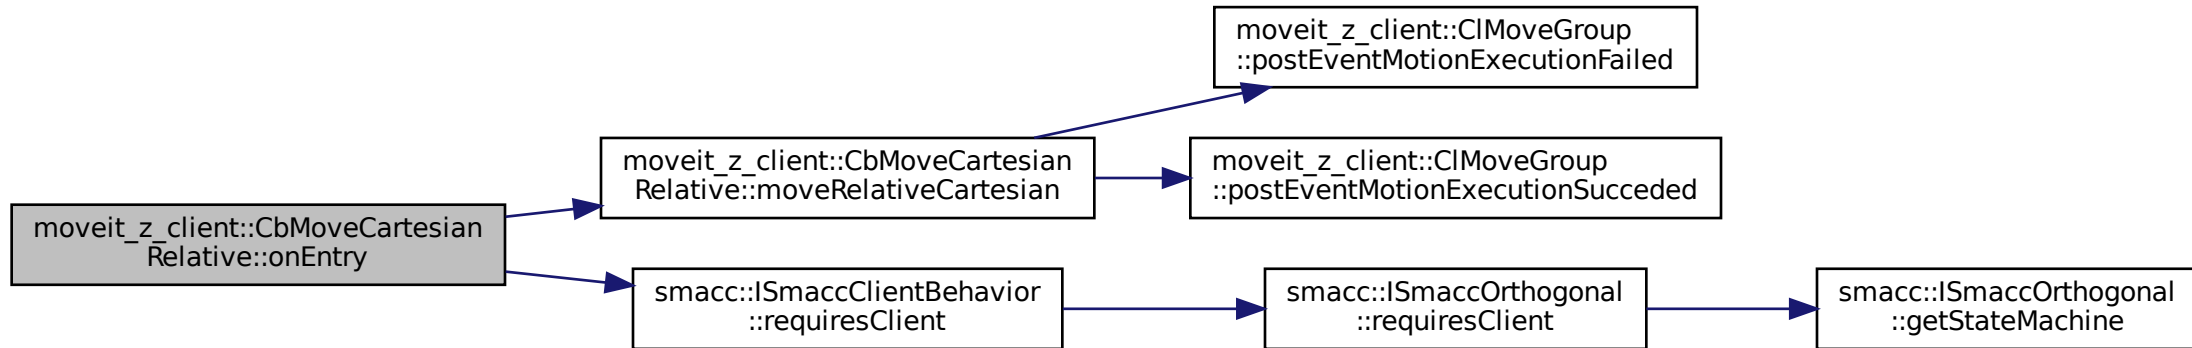 moveit_z_client::ClMoveGroup
::postEventMotionExecutionFailed
moveit_z_client::CbMoveCartesian
Relative::moveRelativeCartesian
moveit_z_client::ClMoveGroup
::postEventMotionExecutionSucceded
moveit_z_client::CbMoveCartesian
Relative::onEntry
smacc::ISmaccClientBehavior
::requiresClient
smacc::ISmaccOrthogonal
::requiresClient
smacc::ISmaccOrthogonal
::getStateMachine